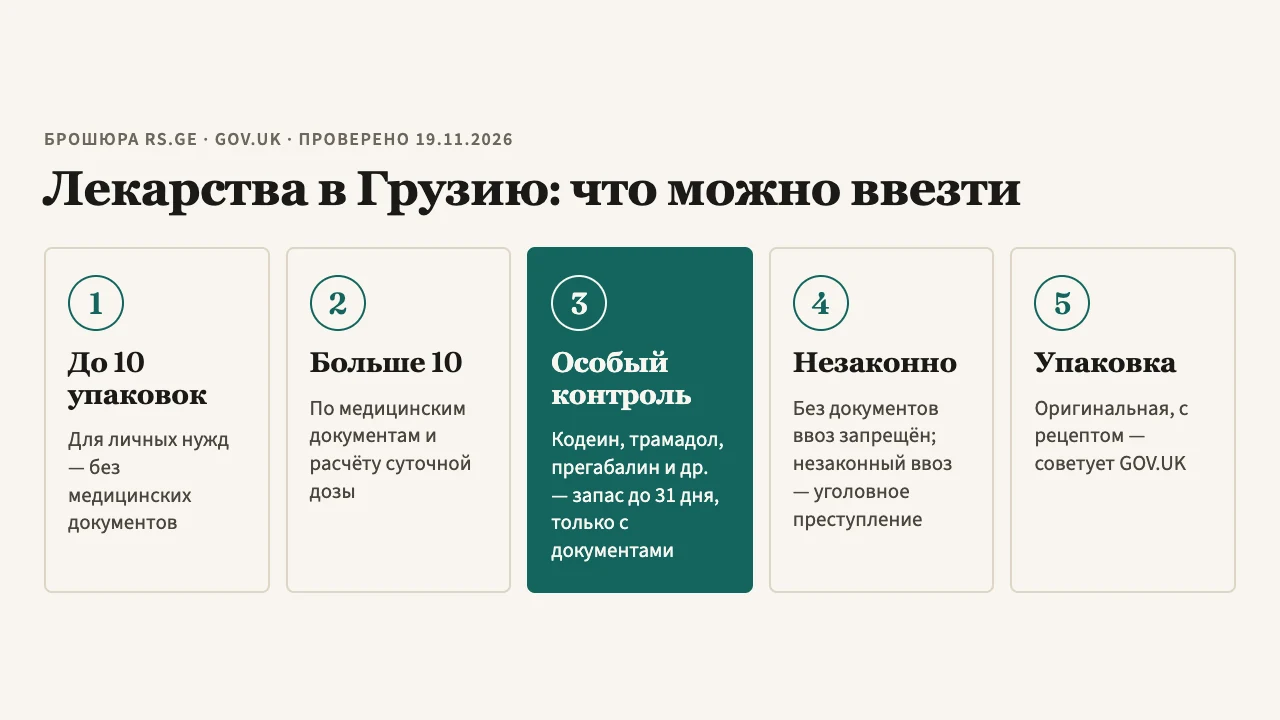 БРОШЮРА RS.GE · GOV.UK · ПРОВЕРЕНО 19.11.2026
Лекарства в Грузию: что можно ввезти
1
До 10
упаковок
Для личных нужд
— без
медицинских
документов
2
Больше 10
По медицинским
документам и
расчёту суточной
дозы
3
Особый
контроль
Кодеин, трамадол,
прегабалин и др.
— запас до 31 дня,
только с
документами
4
Незаконно
Без документов
ввоз запрещён;
незаконный ввоз
— уголовное
преступление
5
Упаковка
Оригинальная, с
рецептом —
советует GOV.UK